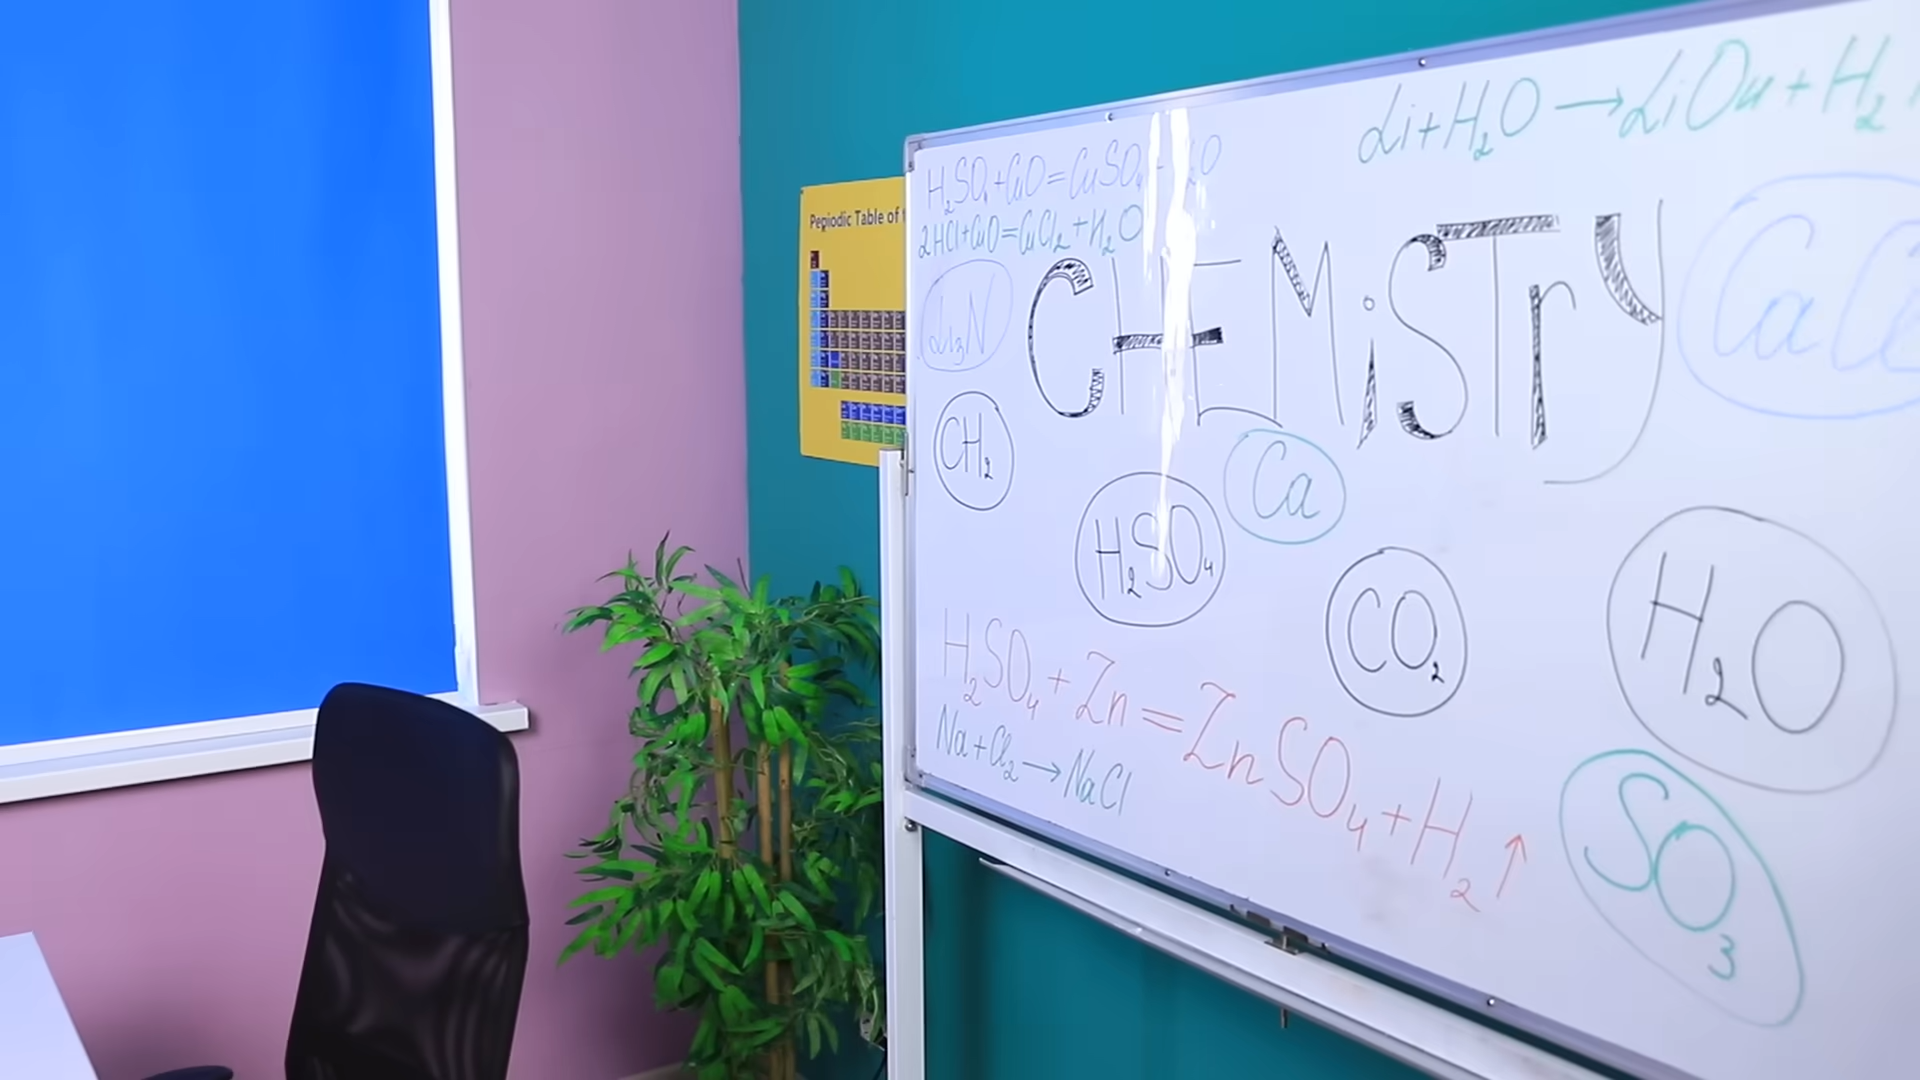 Periodic Table of t
H₂SO₄+CuO=CuSO₄+H₂O
2HCl+CuO=CuCl₂+H₂O
Li+H₂O→LiOH+H₂
CHEMiSTrY
Li₃N
CaC
CH₂
Ca
H₂SO₄
CO₂
H₂O
H₂SO₄+Zn=ZnSO₄+H₂↑
Na+Cl₂→NaCl
SO₃